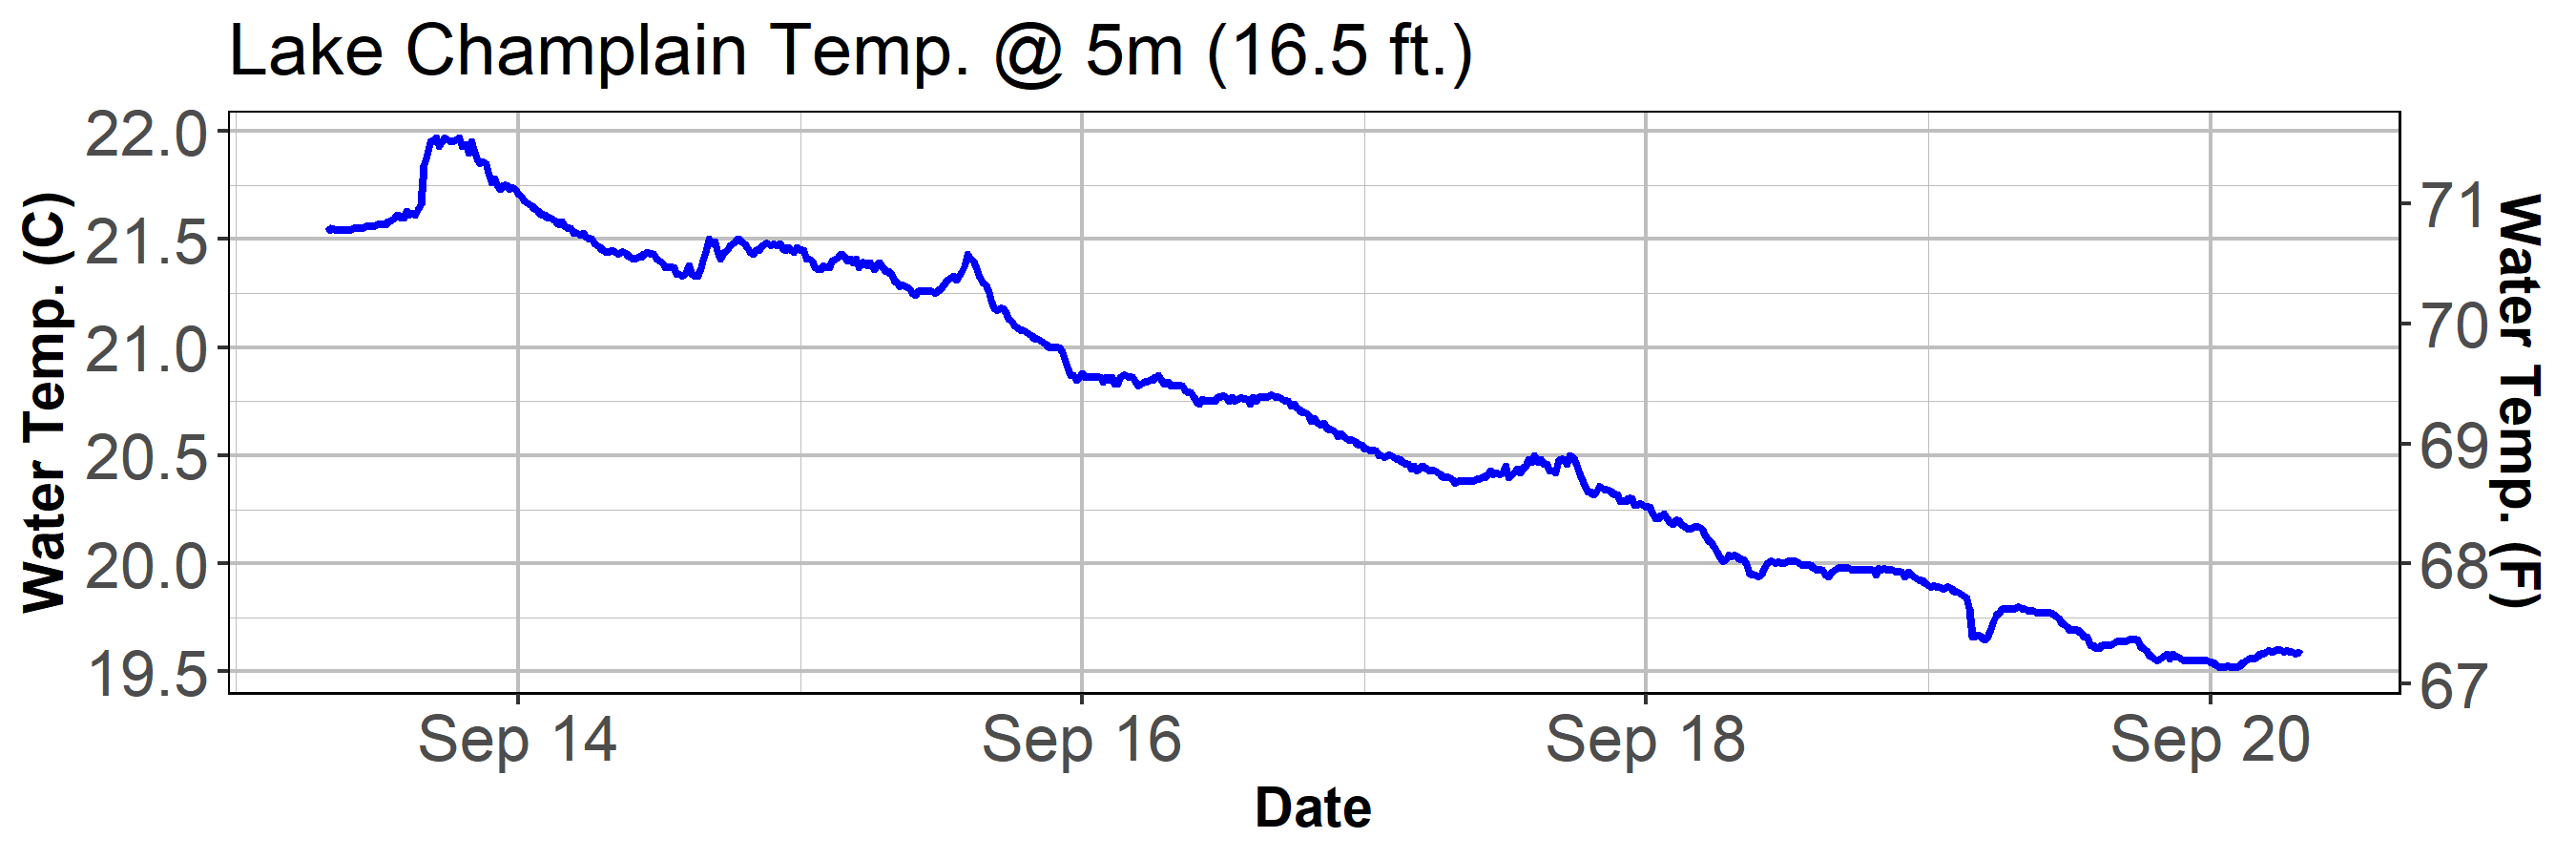 Lake Champlain Temp. @ 5m (16.5 ft.)
Water Temp. (C)
22.0
21.5
21.0
20.5
20.0
19.5
71
70
69
68
67
Water Temp. (F)
Sep 14 Sep 16 Sep 18 Sep 20
Date